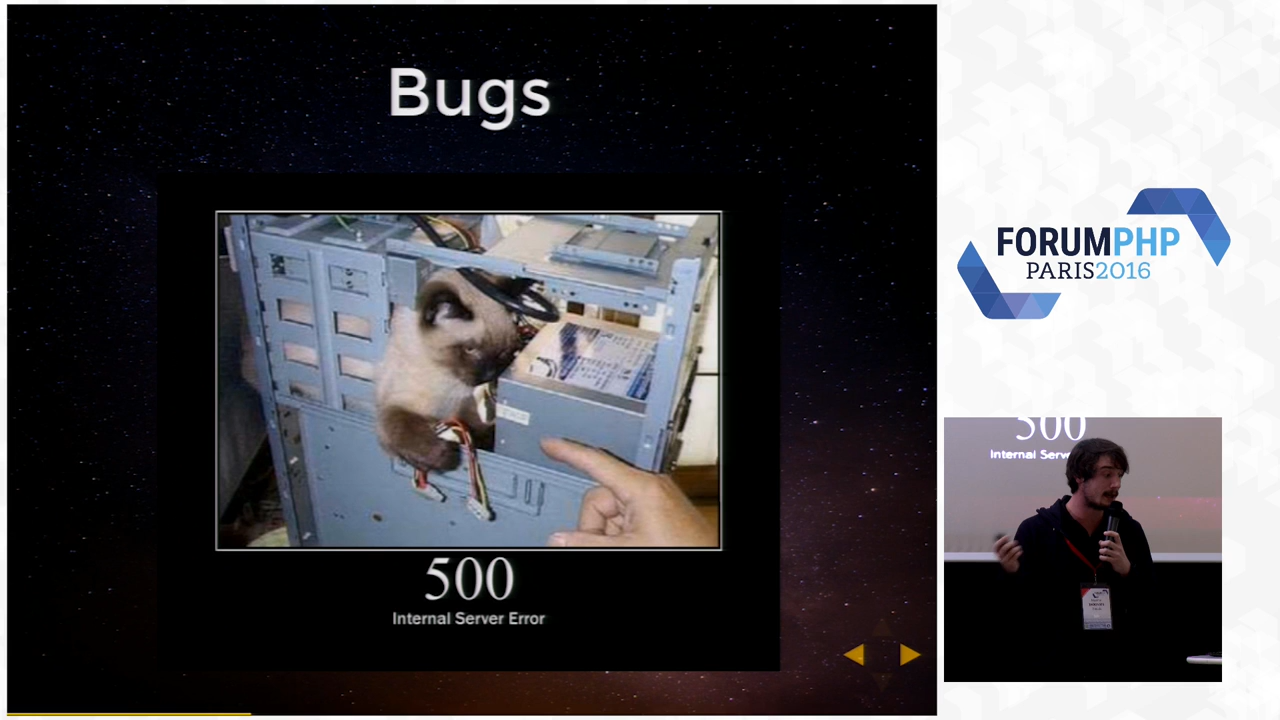 Bugs
500
Internal Server Error
FORUMPHP
PARIS2016
500
Internal Serv